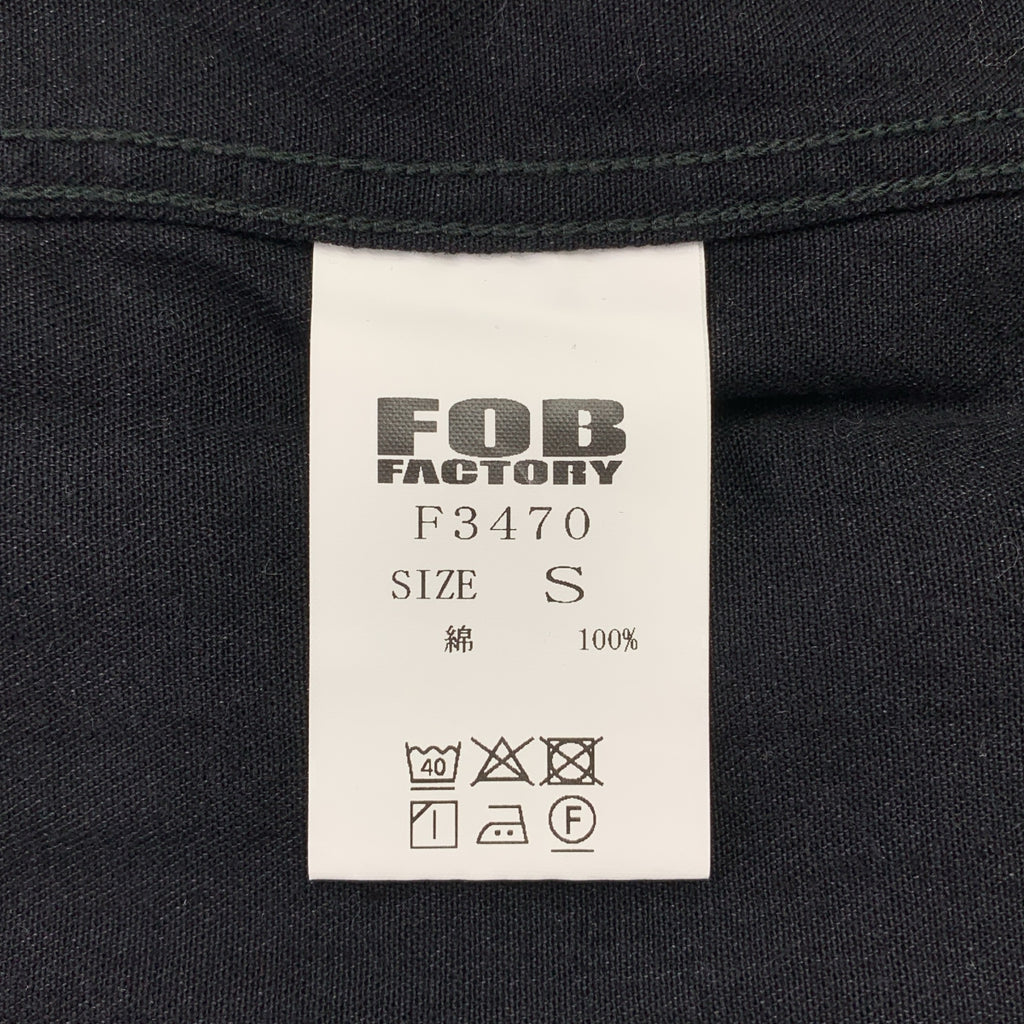 FOB
FACTORY
F3470
SIZE S
綿 100%
40
F